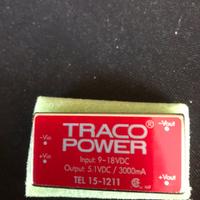 -Vin
+Vin
TRACO®
POWER
Input: 9-18VDC
Output: 5.1VDC / 3000mA
TEL 15-1211
-Vout
+Vout